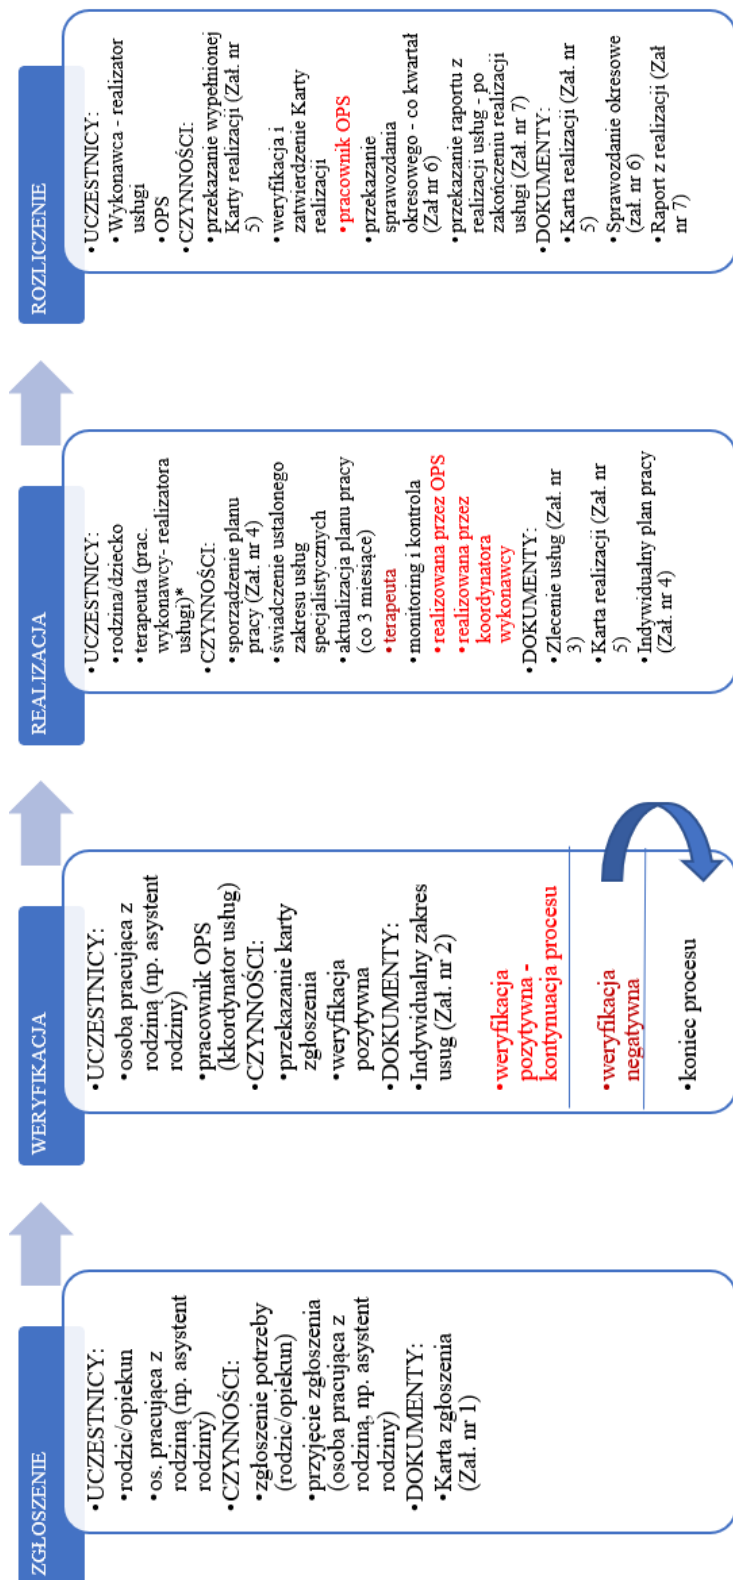 ZGŁOSZENIE
•UCZESTNICY:
•rodzic/opiekun
•os. pracująca z
rodziną (np. asystent
rodziny)
•CZYNNOŚCI:
•zgłoszenie potrzeby
(rodzic/opiekun)
•przyjęcie zgłoszenia
(osoba pracująca z
rodziną, np. asystent
rodziny)
•DOKUMENTY:
•Karta zgłoszenia
(Zał. nr 1)
WERYFIKACJA
•UCZESTNICY:
•osoba pracująca z
rodziną (np. asystent
rodziny)
•pracownik OPS
(kkordynator usług)
•CZYNNOŚCI:
•przekazanie karty
zgłoszenia
•weryfikacja
pozytywna
•DOKUMENTY:
•Indywidualny zakres
usug (Zał. nr 2)
•weryfikacja
pozytywna -
kontynuacja procesu
•weryfikacja
negatywna
•koniec procesu
REALIZACJA
•UCZESTNICY:
•rodzina/dziecko
•terapeuta (prac.
wykonawcy- realizatora
usługi)*
•CZYNNOŚCI:
•sporządzenie planu
pracy (Zał. nr 4)
•świadczenie ustalonego
zakresu usług
specjalistycznych
•aktualizacja planu pracy
(co 3 miesiące)
•terapeuta
•monitoring i kontrola
•realizowana przez OPS
•realizowana przez
koordynatora
wykonawcy
•DOKUMENTY:
•Zlecenie usług (Zał. nr
3)
•Karta realizacji (Zał. nr
5)
•Indywidualny plan pracy
(Zał. nr 4)
ROZLICZENIE
•UCZESTNICY:
•Wykonawca - realizator
usługi
•OPS
•CZYNNOŚCI:
•przekazanie wypełnionej
Karty realizacji (Zał. nr
5)
•weryfikacja i
zatwierdzenie Karty
realizacji
•pracownik OPS
•przekazanie
sprawozdania
okresowego - co kwartał
(Zał nr 6)
•przekazanie raportu z
realizacji usług - po
zakończeniu realizacji
usługi (Zał. nr 7)
•DOKUMENTY:
•Karta realizacji (Zał. nr
5)
•Sprawozdanie okresowe
(zał. nr 6)
•Raport z realizacji (Zał
nr 7)